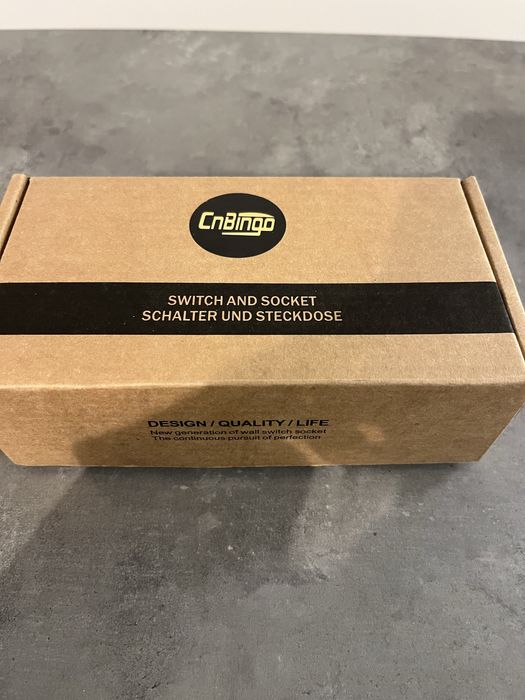 CnBingo
SWITCH AND SOCKET
SCHALTER UND STECKDOSE
DESIGN / QUALITY / LIFE
New generation of wall switch socket
The continuous pursuit of perfection